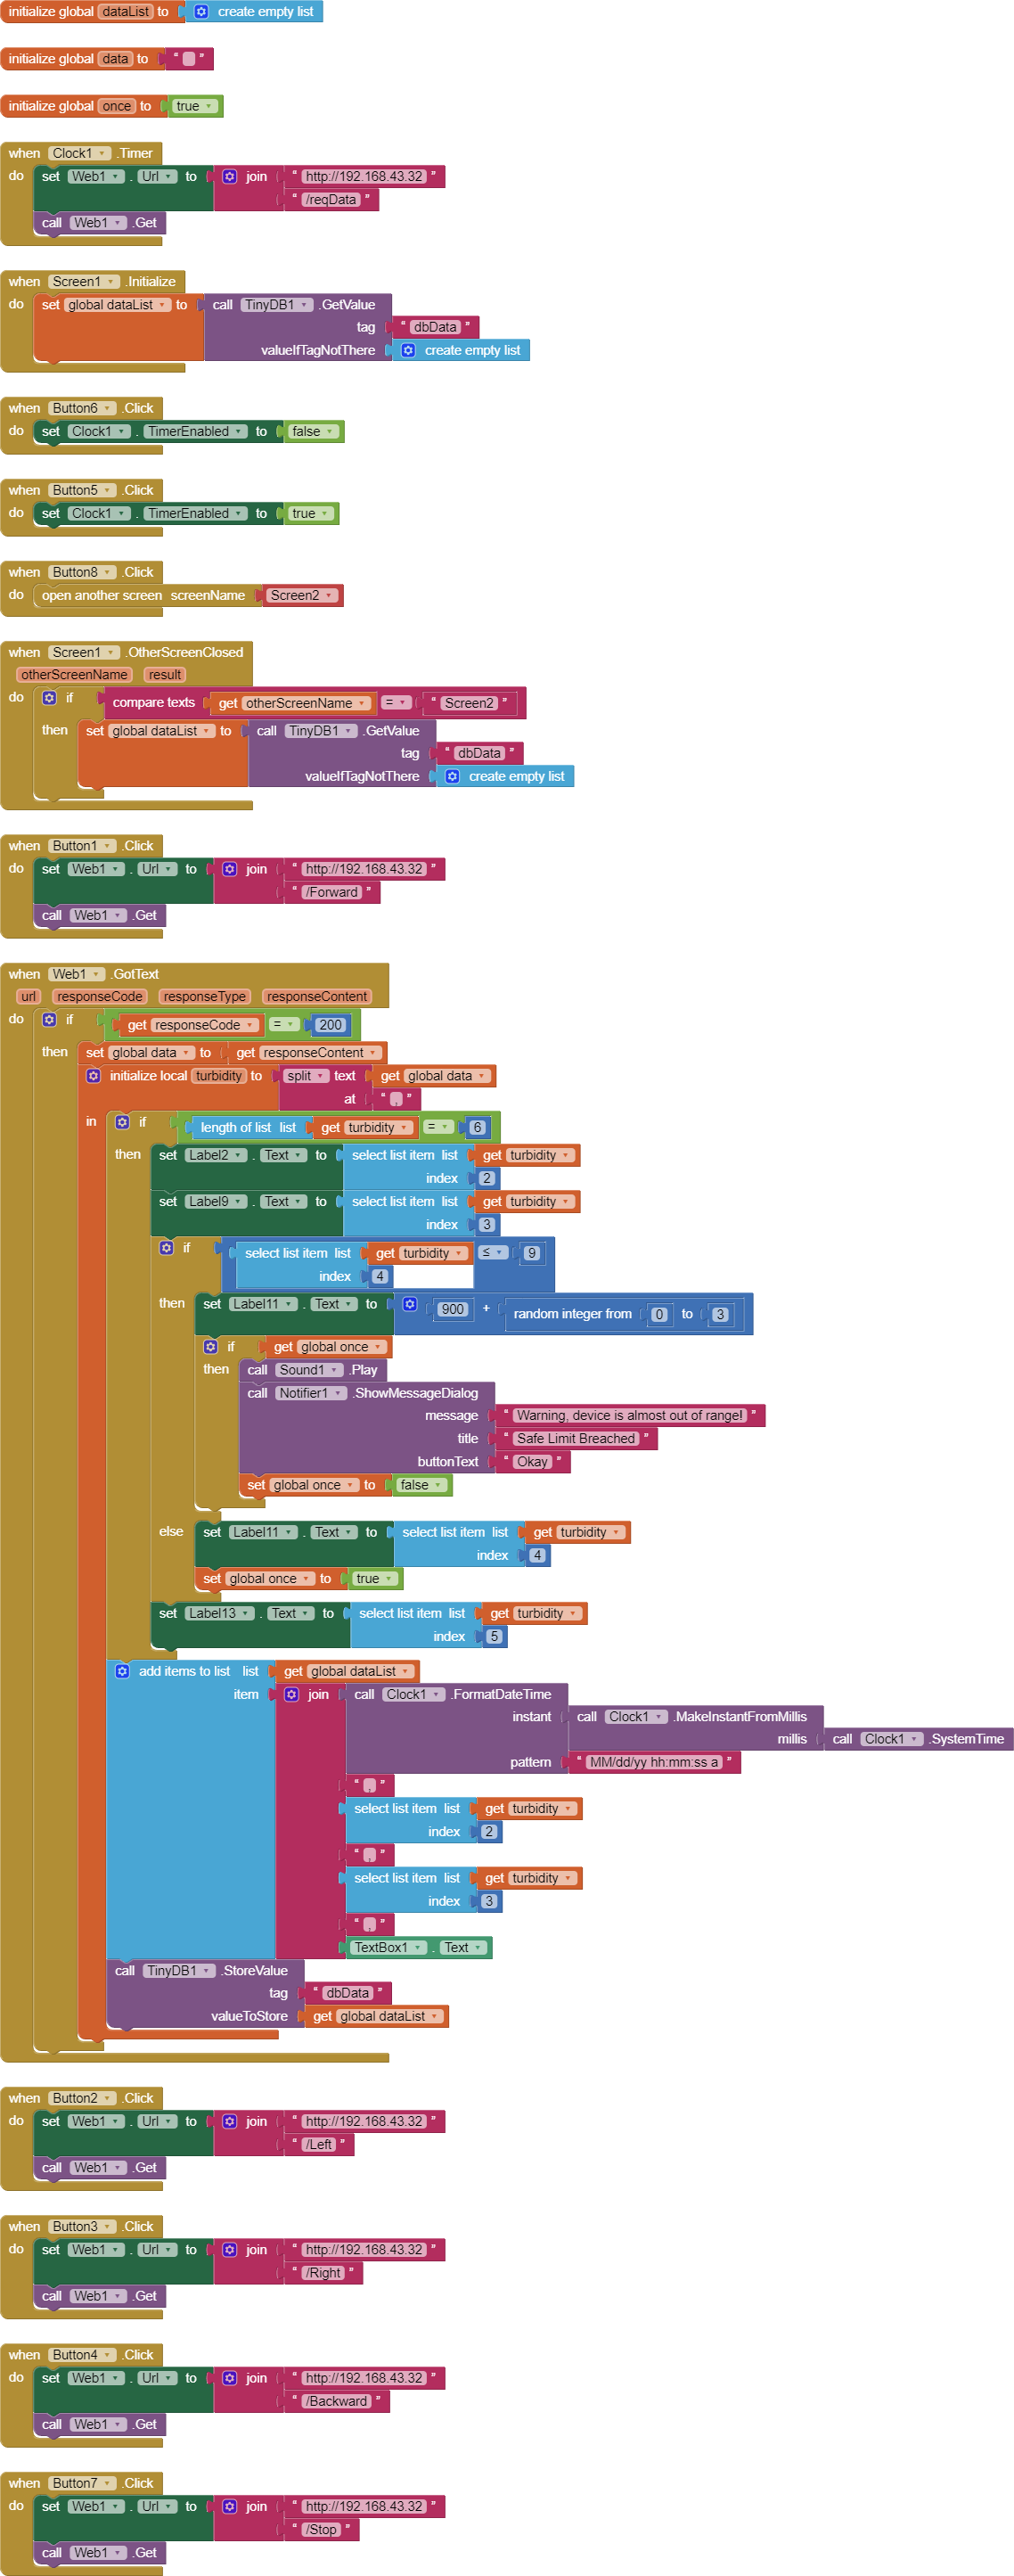 initialize global dataList to create empty list
initialize global data to “ ”
initialize global once to true
when Clock1 .Timer
do set Web1 . Url to join “ http://192.168.43.32 ”
“ /reqData ”
call Web1 .Get
when Screen1 .Initialize
do set global dataList to call TinyDB1 .GetValue
tag “ dbData ”
valueIfTagNotThere create empty list
when Button6 .Click
do set Clock1 . TimerEnabled to false
when Button5 .Click
do set Clock1 . TimerEnabled to true
when Button8 .Click
do open another screen screenName Screen2
when Screen1 .OtherScreenClosed
otherScreenName result
do if compare texts get otherScreenName = “ Screen2 ”
then set global dataList to call TinyDB1 .GetValue
tag “ dbData ”
valueIfTagNotThere create empty list
when Button1 .Click
do set Web1 . Url to join “ http://192.168.43.32 ”
“ /Forward ”
call Web1 .Get
when Web1 .GotText
url responseCode responseType responseContent
do if get responseCode = 200
then set global data to get responseContent
initialize local turbidity to split text get global data
at “ , ”
in if length of list list get turbidity = 6
then set Label2 . Text to select list item list get turbidity
index 2
set Label9 . Text to select list item list get turbidity
index 3
if select list item list get turbidity ≤ 9
index 4
then set Label11 . Text to 900 + random integer from 0 to 3
if get global once
then call Sound1 .Play
call Notifier1 .ShowMessageDialog
message “ Warning, device is almost out of range! ”
title “ Safe Limit Breached ”
buttonText “ Okay ”
set global once to false
else set Label11 . Text to select list item list get turbidity
index 4
set global once to true
set Label13 . Text to select list item list get turbidity
index 5
add items to list list get global dataList
item join call Clock1 .FormatDateTime
instant call Clock1 .MakeInstantFromMillis
millis call Clock1 .SystemTime
pattern “ MM/dd/yy hh:mm:ss a ”
“ , ”
select list item list get turbidity
index 2
“ , ”
select list item list get turbidity
index 3
“ , ”
TextBox1 . Text
call TinyDB1 .StoreValue
tag “ dbData ”
valueToStore get global dataList
when Button2 .Click
do set Web1 . Url to join “ http://192.168.43.32 ”
“ /Left ”
call Web1 .Get
when Button3 .Click
do set Web1 . Url to join “ http://192.168.43.32 ”
“ /Right ”
call Web1 .Get
when Button4 .Click
do set Web1 . Url to join “ http://192.168.43.32 ”
“ /Backward ”
call Web1 .Get
when Button7 .Click
do set Web1 . Url to join “ http://192.168.43.32 ”
“ /Stop ”
call Web1 .Get